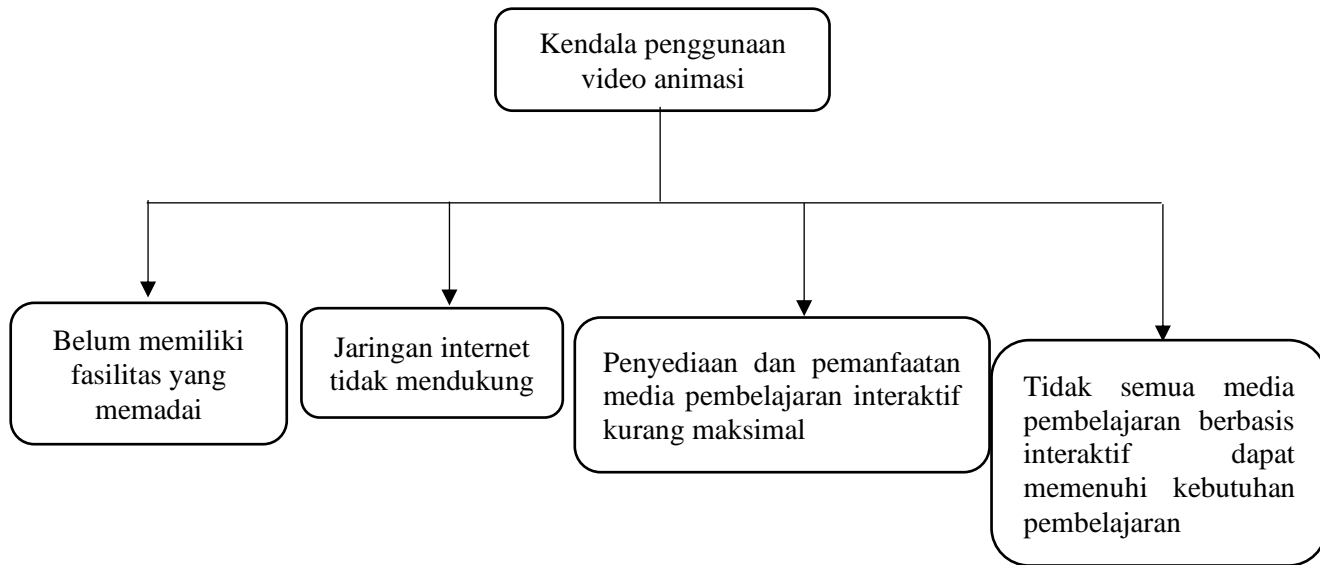 Kendala penggunaan
video animasi
Belum memiliki
fasilitas yang
memadai
Jaringan internet
tidak mendukung
Penyediaan dan pemanfaatan
media pembelajaran interaktif
kurang maksimal
Tidak semua media
pembelajaran berbasis
interaktif dapat
memenuhi kebutuhan
pembelajaran